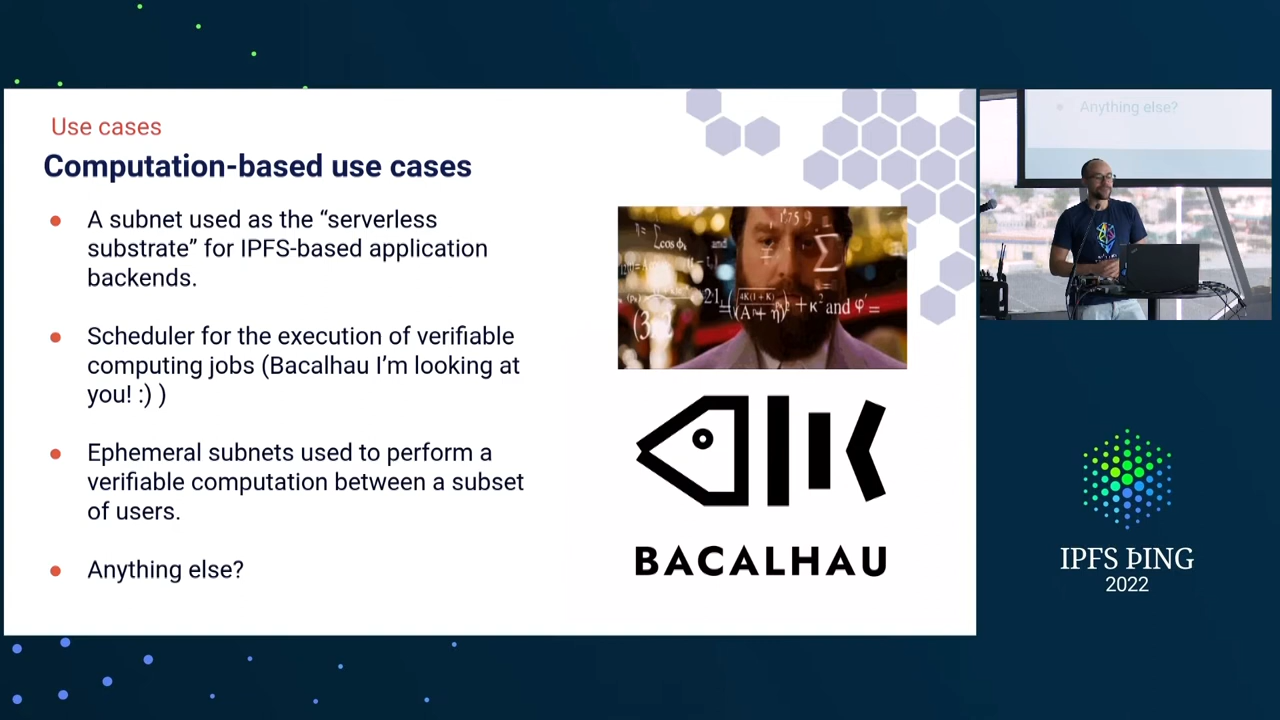 Use cases
Computation-based use cases
A subnet used as the “serverless
substrate” for IPFS-based application
backends.
Scheduler for the execution of verifiable
computing jobs (Bacalhau I’m looking at
you! :) )
Ephemeral subnets used to perform a
verifiable computation between a subset
of users.
Anything else?
BACALHAU
Anything else?
IPFS ÞING
2022